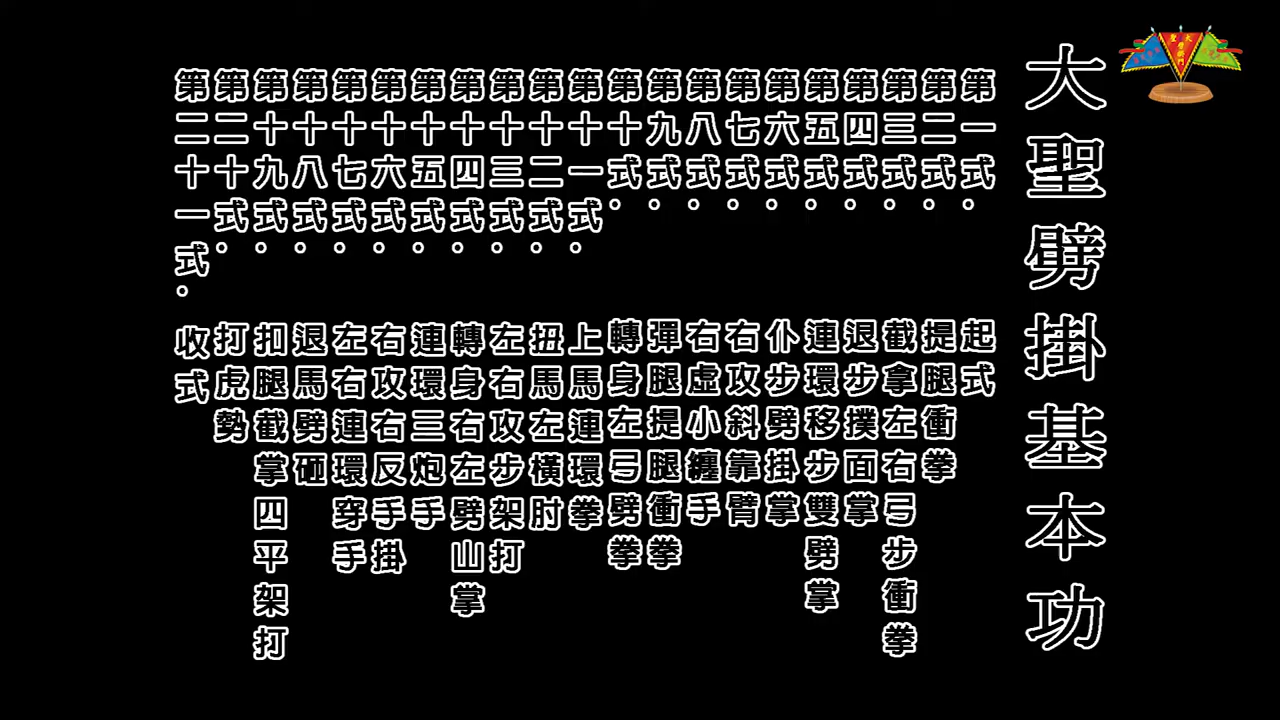 大聖劈掛基本功
第一式。起式
第二式。提腿衝拳
第三式。截拿左右弓步衝拳
第四式。退步撲面掌
第五式。連環移步雙劈掌
第六式。仆步劈掛掌
第七式。右攻斜靠臂
第八式。右虛小纏手
第九式。彈腿提腿衝拳
第十式。轉身左弓劈拳
第十一式。上馬連環拳
第十二式。扭馬左橫肘
第十三式。左右攻步架打
第十四式。轉身右左劈山掌
第十五式。連環三炮手
第十六式。右攻右反手掛
第十七式。左右連環穿手
第十八式。退馬劈砸
第十九式。扣腿截掌四平架打
第二十式。打虎勢
第二十一式。收式